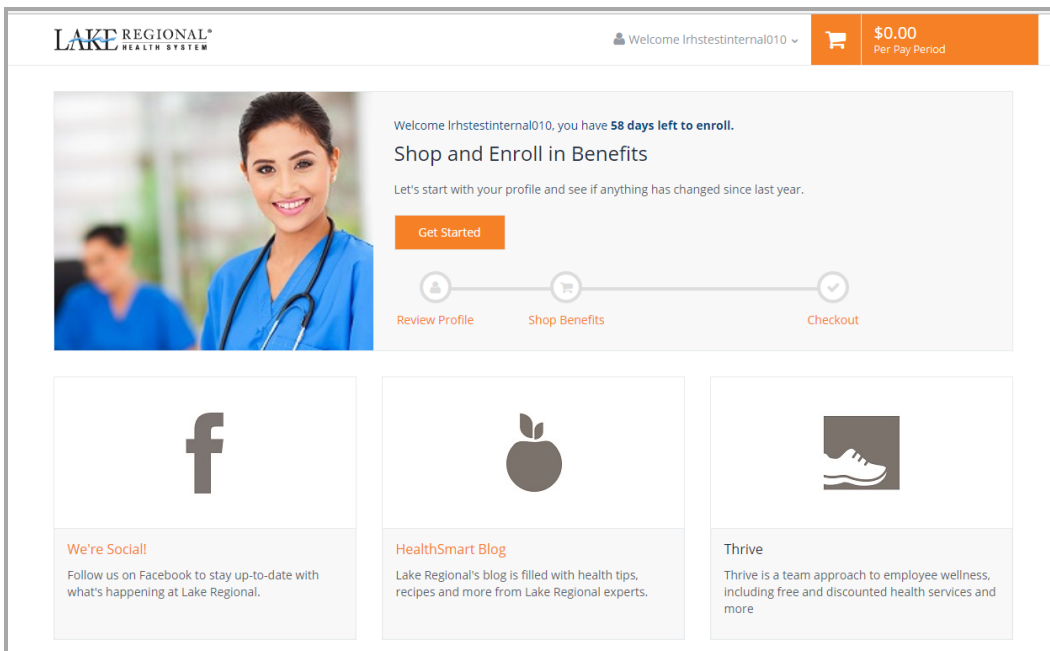 LAKE REGIONAL®
HEALTH SYSTEM
Welcome lrhstestinternal010
$0.00
Per Pay Period
Welcome lrhstestinternal010, you have 58 days left to enroll.
Shop and Enroll in Benefits
Let's start with your profile and see if anything has changed since last year.
Get Started
Review Profile
Shop Benefits
Checkout
We're Social!
Follow us on Facebook to stay up-to-date with
what's happening at Lake Regional.
HealthSmart Blog
Lake Regional's blog is filled with health tips,
recipes and more from Lake Regional experts.
Thrive
Thrive is a team approach to employee wellness,
including free and discounted health services and
more